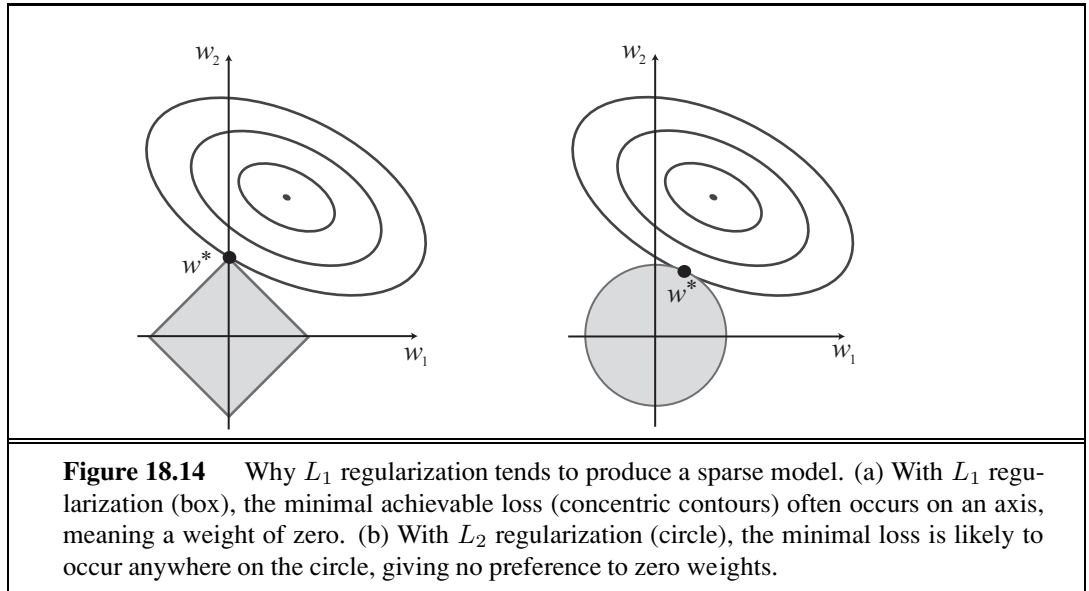 w₂
w*
w₁
w₂
w*
w₁
Figure 18.14 Why L₁ regularization tends to produce a sparse model. (a) With L₁ regu-
larization (box), the minimal achievable loss (concentric contours) often occurs on an axis,
meaning a weight of zero. (b) With L₂ regularization (circle), the minimal loss is likely to
occur anywhere on the circle, giving no preference to zero weights.